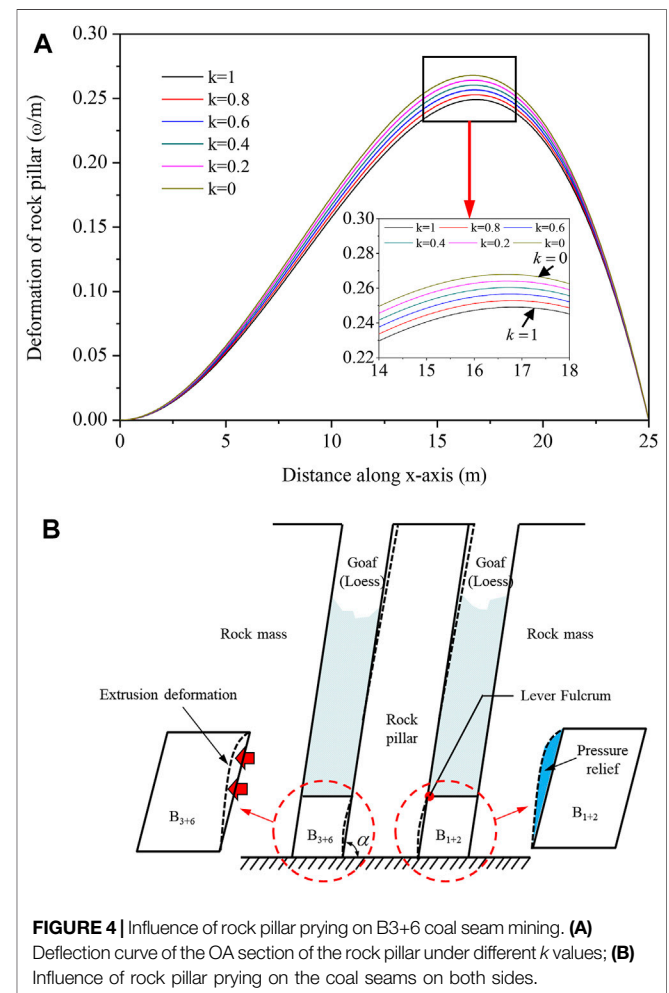 A
0.30
0.25
0.20
0.15
0.10
0.05
0.00
Deformation of rock pillar (ω/m)
k=1
k=0.8
k=0.6
k=0.4
k=0.2
k=0
0.30
0.28
0.26
0.24
0.22
k=1 k=0.8 k=0.6
k=0.4 k=0.2 k=0
k = 0
k = 1
14 15 16 17 18
0 5 10 15 20 25
Distance along x-axis (m)
B
Goaf
(Loess)
Goaf
(Loess)
Rock mass
Rock mass
Extrusion deformation
Lever Fulcrum
Rock
pillar
Pressure
relief
B3+6
B3+6
α
B1+2
B1+2
FIGURE 4 | Influence of rock pillar prying on B3+6 coal seam mining. (A)
Deflection curve of the OA section of the rock pillar under different k values; (B)
Influence of rock pillar prying on the coal seams on both sides.